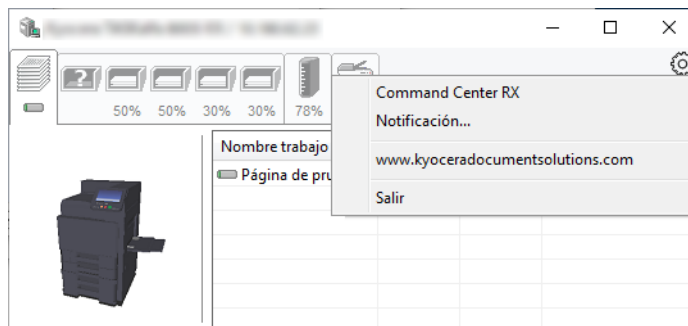 50% 50% 30% 30% 78%
Command Center RX
Notificación...
www.kyoceradocumentsolutions.com
Salir
Nombre trabajo
Página de pru